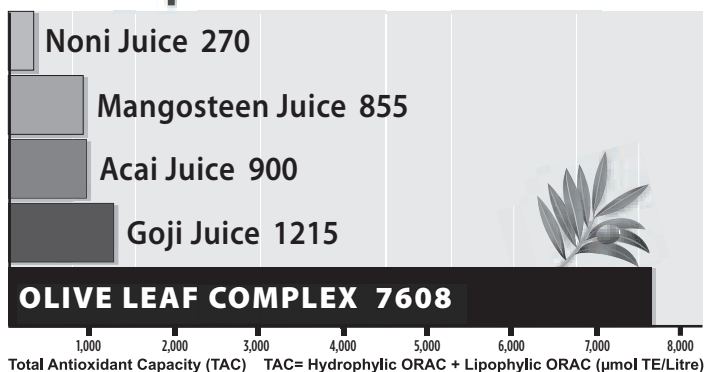 Noni Juice 270
Mangosteen Juice 855
Acai Juice 900
Goji Juice 1215
OLIVE LEAF COMPLEX 7608
1,000 2,000 3,000 4,000 5,000 6,000 7,000 8,000
Total Antioxidant Capacity (TAC) TAC= Hydrophylic ORAC + Lipophylic ORAC (µmol TE/Litre)